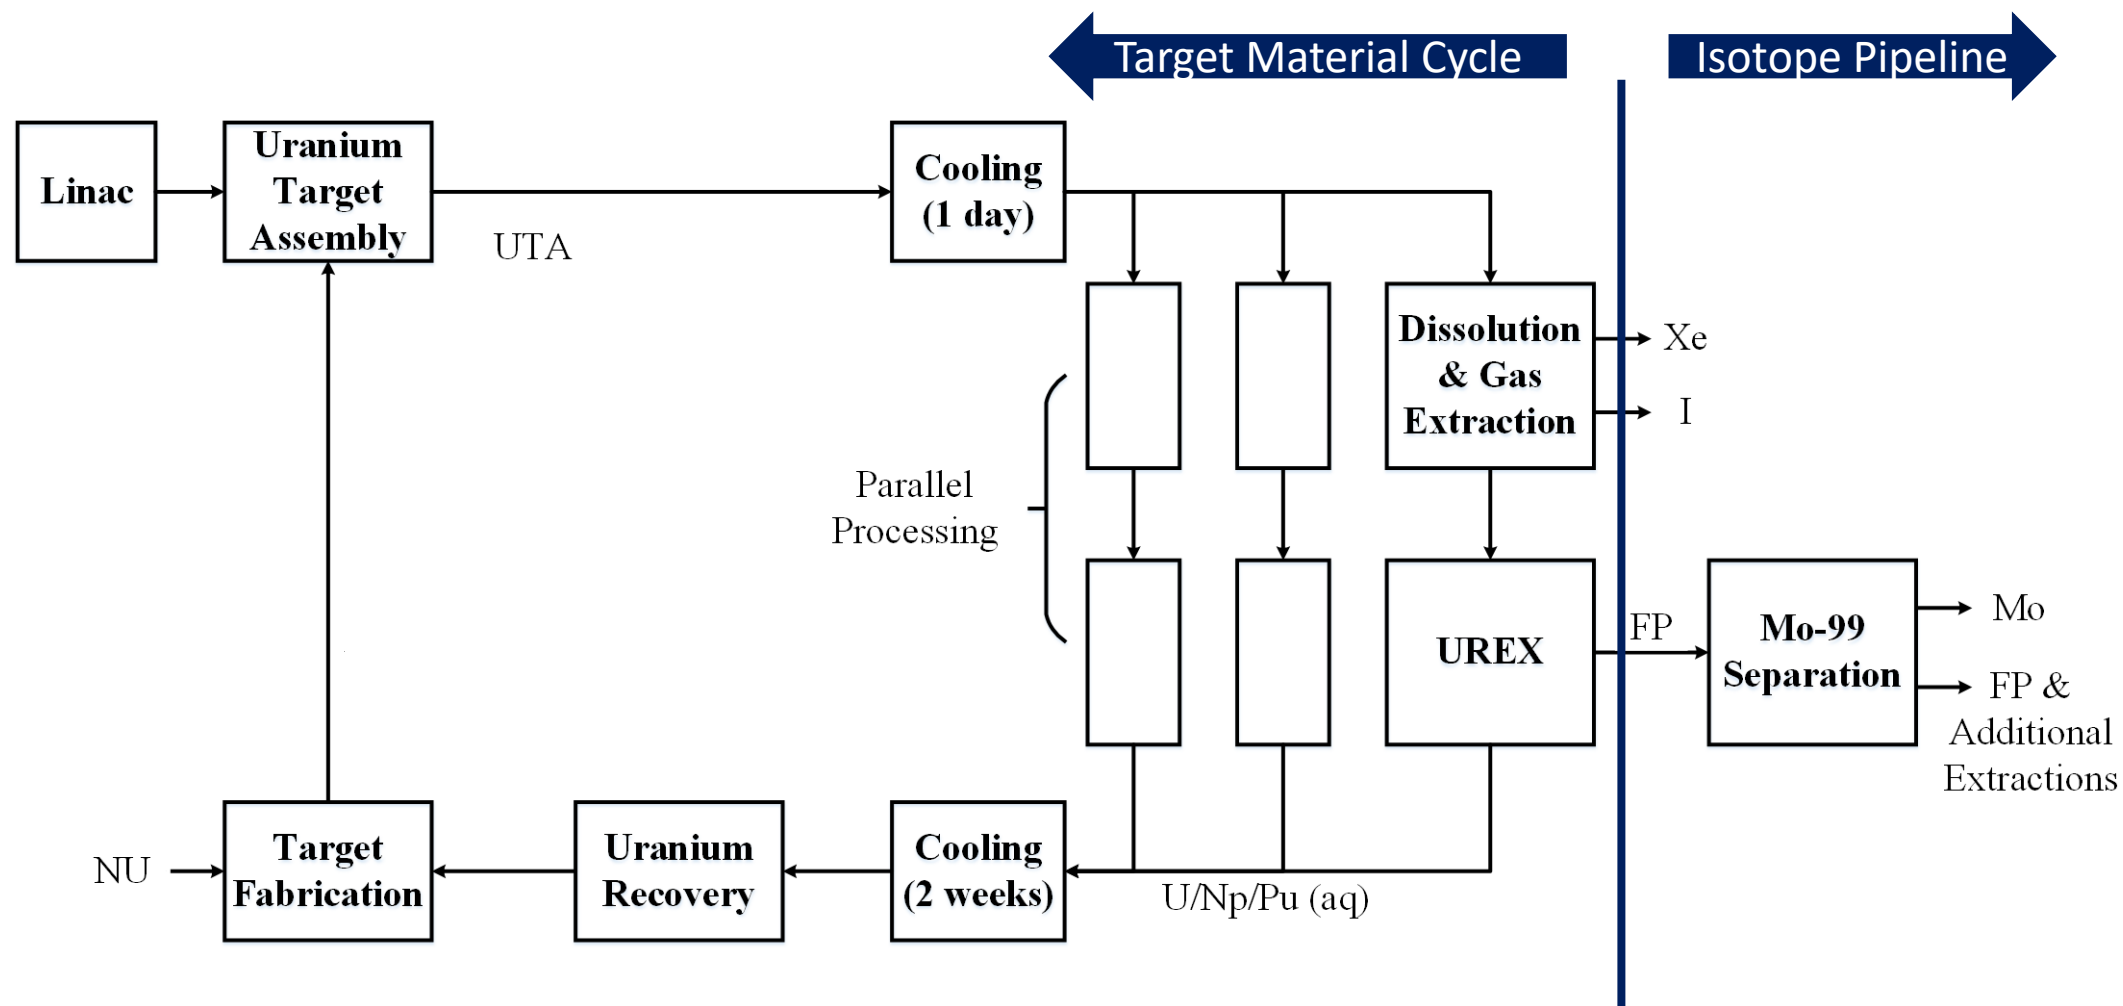 Target Material Cycle
Isotope Pipeline
Linac
Uranium
Target
Assembly
UTA
Cooling
(1 day)
Dissolution
& Gas
Extraction
Xe
I
Parallel
Processing
UREX
FP
Mo-99
Separation
Mo
FP &
Additional
Extractions
NU
Target
Fabrication
Uranium
Recovery
Cooling
(2 weeks)
U/Np/Pu (aq)